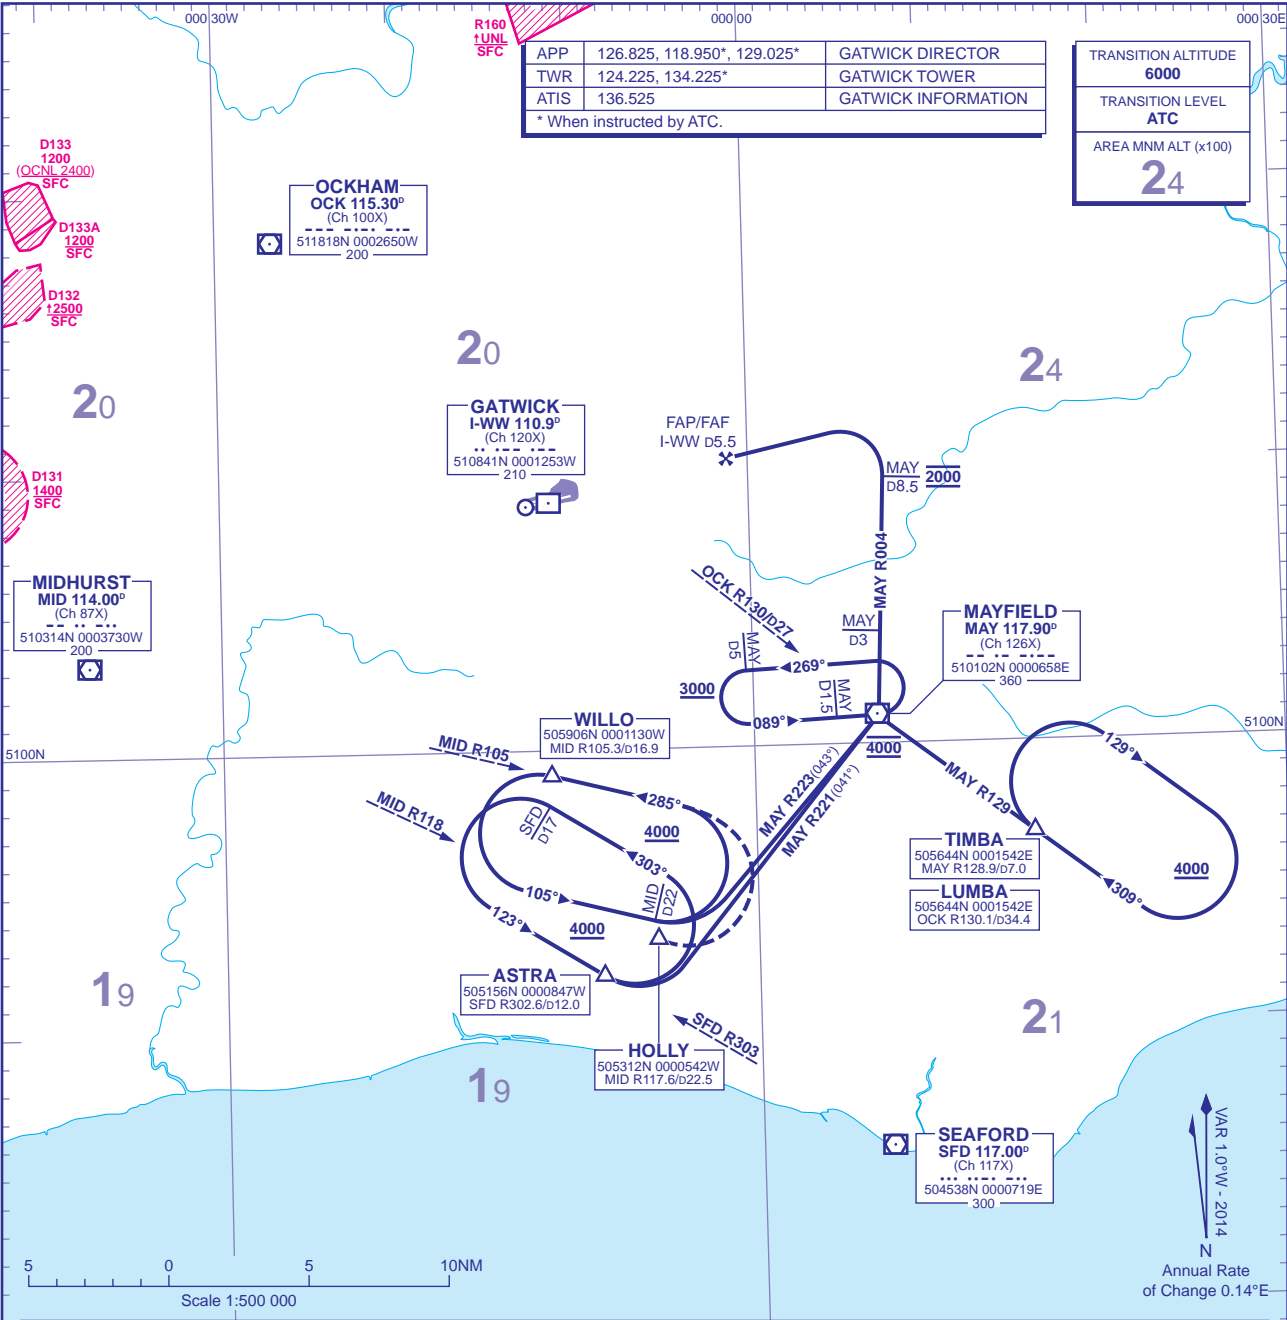 000 30W
000 00
000 30E
R160
↑UNL
SFC
APP 126.825, 118.950*, 129.025* GATWICK DIRECTOR
TWR 124.225, 134.225* GATWICK TOWER
ATIS 136.525 GATWICK INFORMATION
* When instructed by ATC.
TRANSITION ALTITUDE
6000
TRANSITION LEVEL
ATC
AREA MNM ALT (x100)
24
D133
1200
(OCNL 2400)
SFC
D133A
1200
SFC
D132
↑2500
SFC
OCKHAM
OCK 115.30ᴰ
(Ch 100X)
--- -·-· -·-
511818N 0002650W
200
20
24
20
GATWICK
I-WW 110.9ᴰ
(Ch 120X)
·· ·-- ·--
510841N 0001253W
210
FAP/FAF
I-WW D5.5
MAY
D8.5
2000
D131
1400
SFC
MAY R004
MIDHURST
MID 114.00ᴰ
(Ch 87X)
-- ·· -··
510314N 0003730W
200
OCK R130/D27
MAY
D5
MAY
D3
269°
MAY
D1.5
3000
089°
MAYFIELD
MAY 117.90ᴰ
(Ch 126X)
-- ·- -·--
510102N 0000658E
360
4000
5100N
5100N
WILLO
505906N 0001130W
MID R105.3/D16.9
MID R105
MID R118
285°
SFD
D17
4000
303°
105°
MID
D22
123°
4000
MAY R223(043°)
MAY R221(041°)
MAY R129
129°
TIMBA
505644N 0001542E
MAY R128.9/D7.0
LUMBA
505644N 0001542E
OCK R130.1/D34.4
4000
309°
19
ASTRA
505156N 0000847W
SFD R302.6/D12.0
SFD R303
HOLLY
505312N 0000542W
MID R117.6/D22.5
21
19
SEAFORD
SFD 117.00ᴰ
(Ch 117X)
··· ··-· -··
504538N 0000719E
300
VAR 1.0°W - 2014
N
Annual Rate
of Change 0.14°E
5 0 5 10NM
Scale 1:500 000